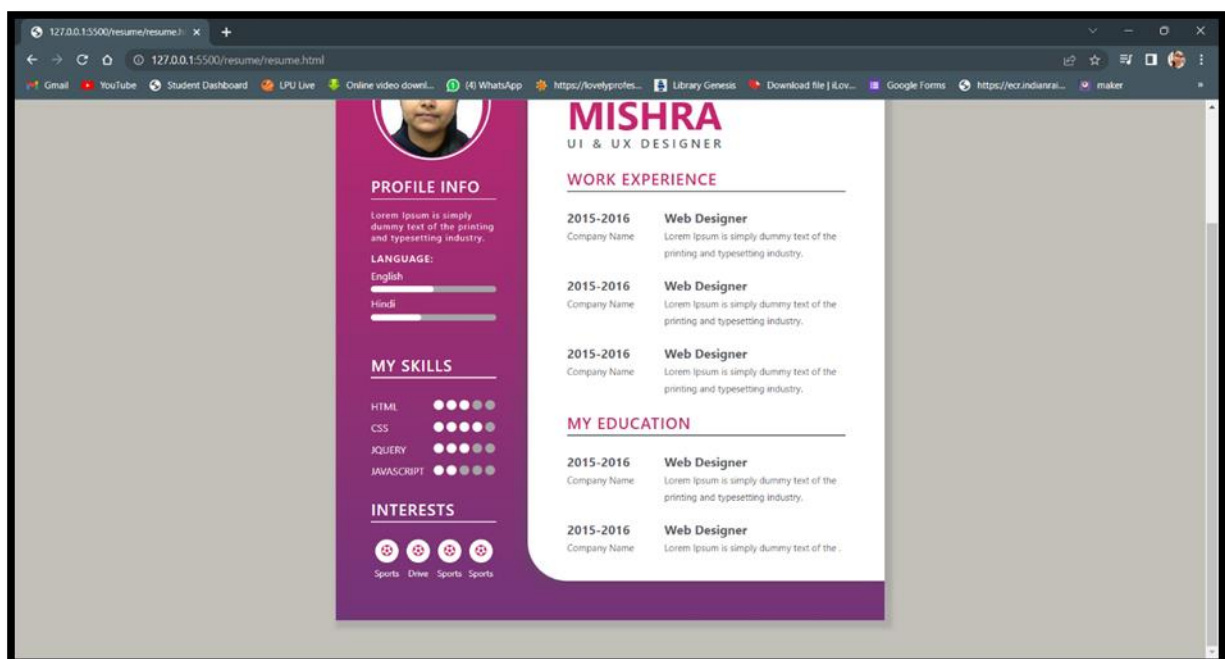 127.0.0.1:5500/resume/resume.h
127.0.0.1:5500/resume/resume.html
Gmail YouTube Student Dashboard LPU Live Online video downl... (4) WhatsApp https://lovelyprofes... Library Genesis Download file | iLov... Google Forms https://ecr.indianrai... maker »
MISHRA
UI & UX DESIGNER
PROFILE INFO
Lorem Ipsum is simply
dummy text of the printing
and typesetting industry.
LANGUAGE:
English
Hindi
MY SKILLS
HTML
CSS
JQUERY
JAVASCRIPT
INTERESTS
Sports Drive Sports Sports
WORK EXPERIENCE
2015-2016 Web Designer
Company Name Lorem Ipsum is simply dummy text of the
printing and typesetting industry.
2015-2016 Web Designer
Company Name Lorem Ipsum is simply dummy text of the
printing and typesetting industry.
2015-2016 Web Designer
Company Name Lorem Ipsum is simply dummy text of the
printing and typesetting industry.
MY EDUCATION
2015-2016 Web Designer
Company Name Lorem Ipsum is simply dummy text of the
printing and typesetting industry.
2015-2016 Web Designer
Company Name Lorem Ipsum is simply dummy text of the .